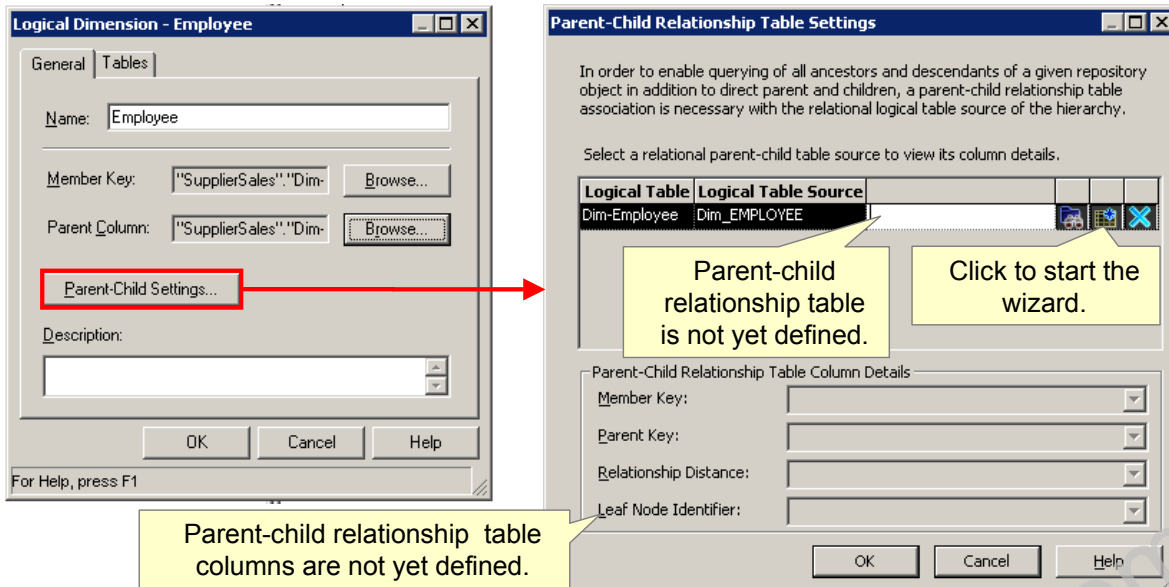 Logical Dimension - Employee
General
Tables
Name:
Employee
Member Key:
"SupplierSales"."Dim-
Browse...
Parent Column:
"SupplierSales"."Dim-
Browse...
Parent-Child Settings...
Description:
OK
Cancel
Help
For Help, press F1
Parent-Child Relationship Table Settings
In order to enable querying of all ancestors and descendants of a given repository
object in addition to direct parent and children, a parent-child relationship table
association is necessary with the relational logical table source of the hierarchy.
Select a relational parent-child table source to view its column details.
Logical Table
Logical Table Source
Dim-Employee
Dim_EMPLOYEE
Parent-child
relationship table
is not yet defined.
Click to start the
wizard.
Parent-Child Relationship Table Column Details
Member Key:
Parent Key:
Relationship Distance:
Leaf Node Identifier:
OK
Cancel
Help
Parent-child relationship table
columns are not yet defined.